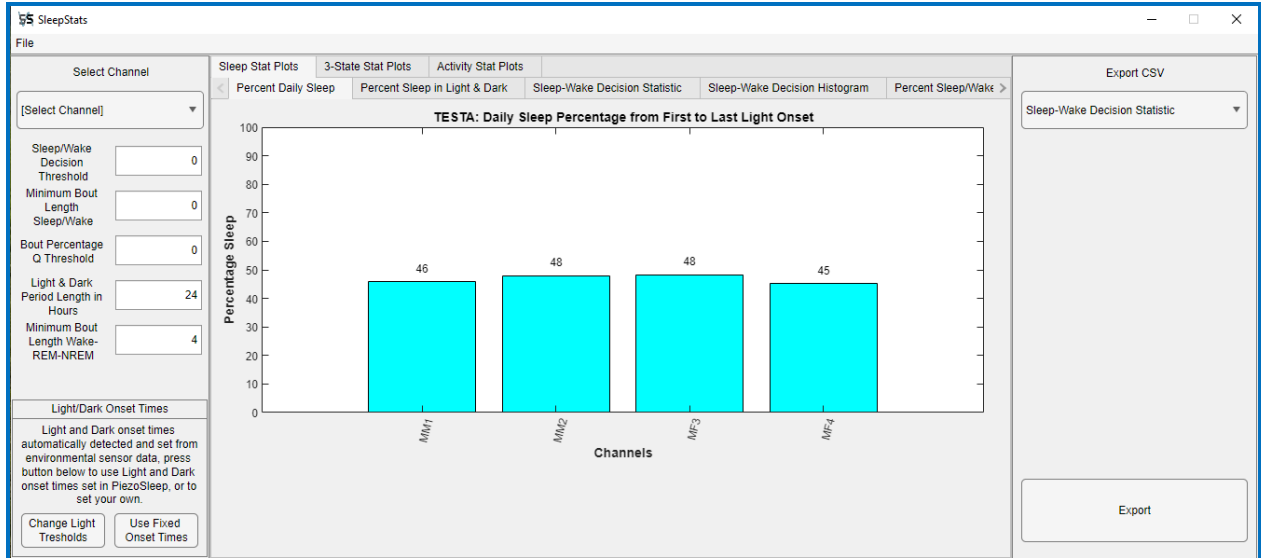 SleepStats
File
Select Channel
[Select Channel]
Sleep/Wake
Decision
Threshold
0
Minimum Bout
Length
Sleep/Wake
0
Bout Percentage
Q Threshold
0
Light & Dark
Period Length in
Hours
24
Minimum Bout
Length Wake-
REM-NREM
4
Light/Dark Onset Times
Light and Dark onset times
automatically detected and set from
environmental sensor data, press
button below to use Light and Dark
onset times set in PiezoSleep, or to
set your own.
Change Light
Tresholds
Use Fixed
Onset Times
Sleep Stat Plots
3-State Stat Plots
Activity Stat Plots
Percent Daily Sleep
Percent Sleep in Light & Dark
Sleep-Wake Decision Statistic
Sleep-Wake Decision Histogram
Percent Sleep/Wake
TESTA: Daily Sleep Percentage from First to Last Light Onset
Percentage Sleep
100
90
80
70
60
50
40
30
20
10
0
46
48
48
45
MM1
MM2
MF3
MF4
Channels
Export CSV
Sleep-Wake Decision Statistic
Export